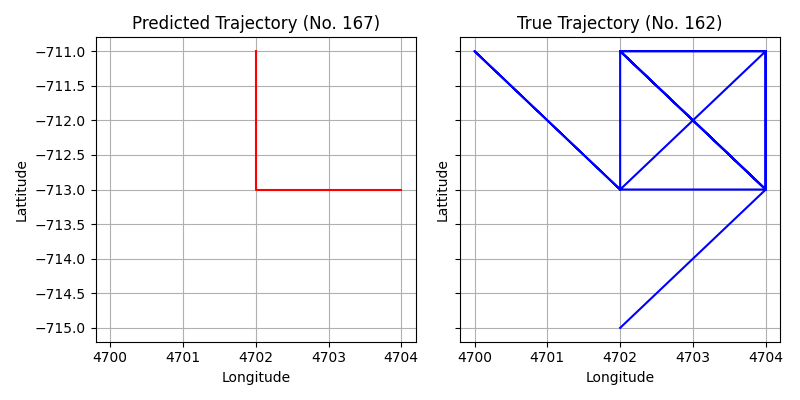 Predicted Trajectory (No. 167)
True Trajectory (No. 162)
−711.0
−711.5
−712.0
−712.5
−713.0
−713.5
−714.0
−714.5
−715.0
Lattitude
Lattitude
4700 4701 4702 4703 4704
4700 4701 4702 4703 4704
Longitude
Longitude